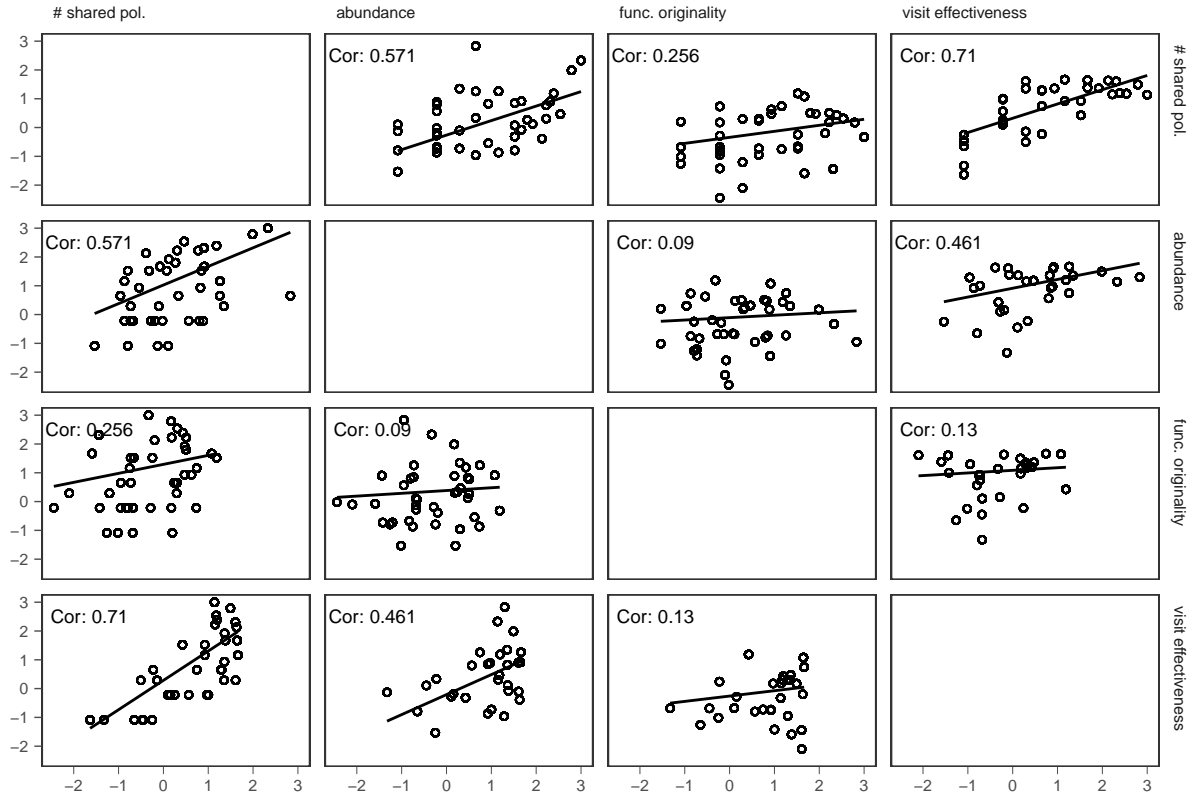 # shared pol. abundance func. originality visit effectiveness
3
2
1
0
−1
−2
Cor: 0.571
Cor: 0.256
Cor: 0.71
# shared pol.
3
2
1
0
−1
−2
Cor: 0.571
Cor: 0.09
Cor: 0.461
abundance
3
2
1
0
−1
−2
Cor: 0.256
Cor: 0.09
Cor: 0.13
func. originality
3
2
1
0
−1
−2
Cor: 0.71
Cor: 0.461
Cor: 0.13
visit effectiveness
−2 −1 0 1 2 3 −2 −1 0 1 2 3 −2 −1 0 1 2 3 −2 −1 0 1 2 3